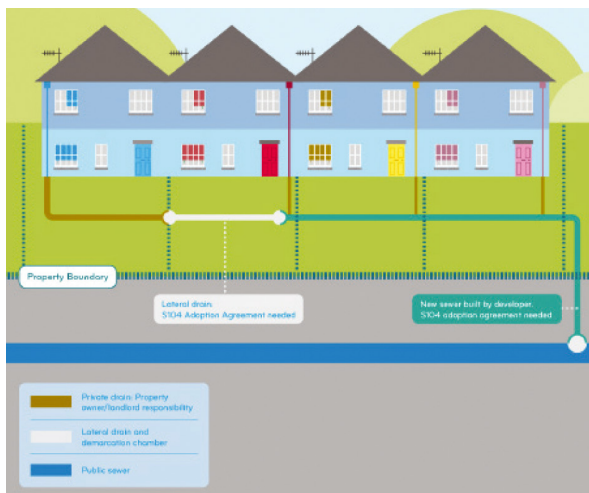 Property Boundary
Lateral drain:
S104 Adoption Agreement needed
New sewer built by developer.
S104 adoption agreement needed
Private drain: Property
owner/landlord responsibility
Lateral drain and
demarcation chamber
Public sewer